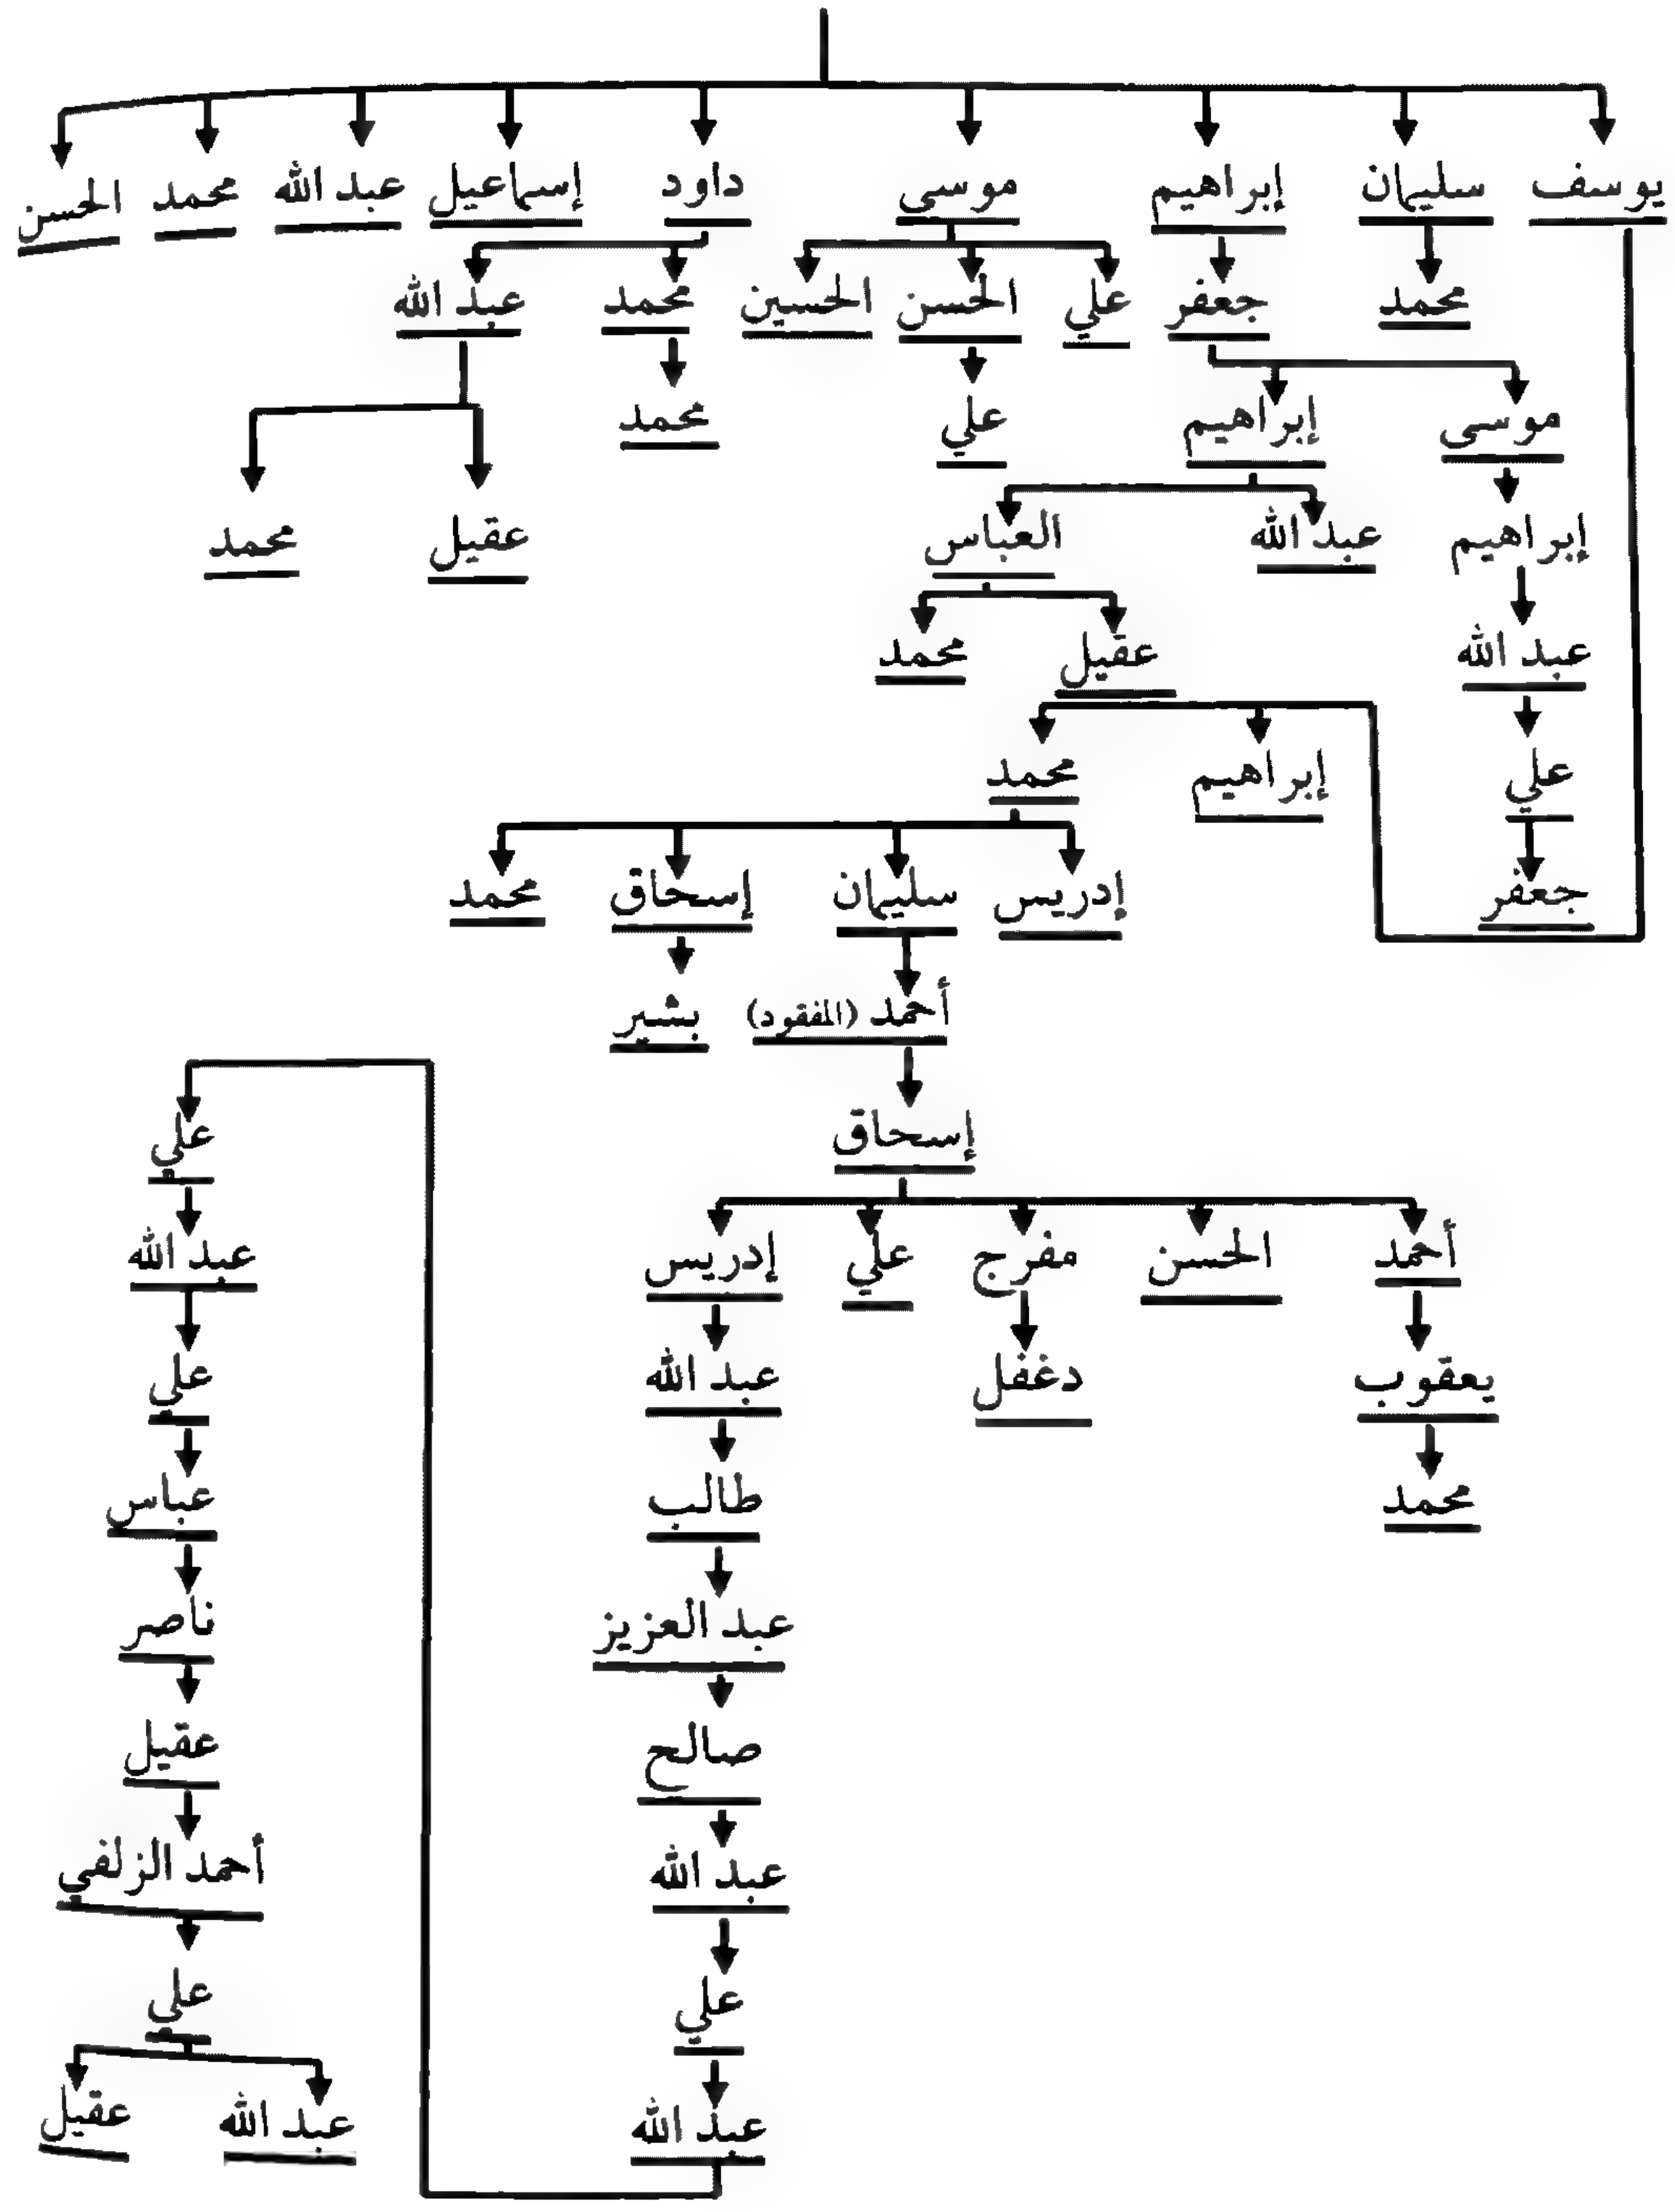 يوسف سليمان إبراهيم موسى داود إسماعيل عبد الله محمد الحسن
محمد جعفر علي الحسن الحسين محمد عبد الله
موسى إبراهيم علي محمد
إبراهيم عبد الله العباس عقيل محمد
عبد الله عقيل محمد
علي إبراهيم محمد
جعفر إدريس سليمان إسحاق محمد
أحمد (المفقود) بشير
إسحاق علي
أحمد الحسن مفرج علي إدريس عبد الله
يعقوب دغفل عبد الله علي
محمد طالب عباس
عبد العزيز ناصر
صالح عقيل
عبد الله أحمد الزلفي
علي علي
عبد الله عبد الله عقيل